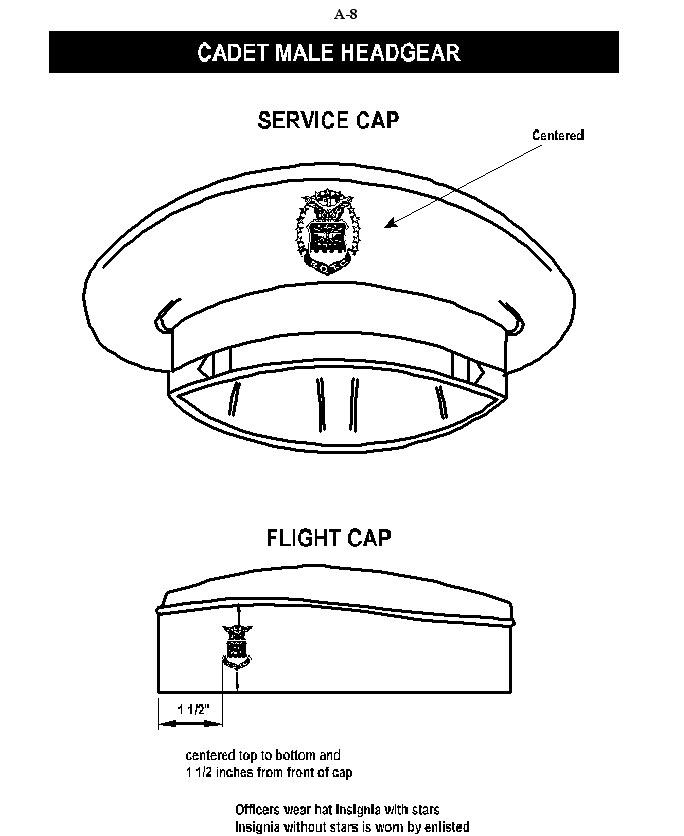 A-8
CADET MALE HEADGEAR
SERVICE CAP
Centered
FLIGHT CAP
1 1/2"
centered top to bottom and
1 1/2 inches from front of cap
Officers wear hat insignia with stars
Insignia without stars is worn by enlisted